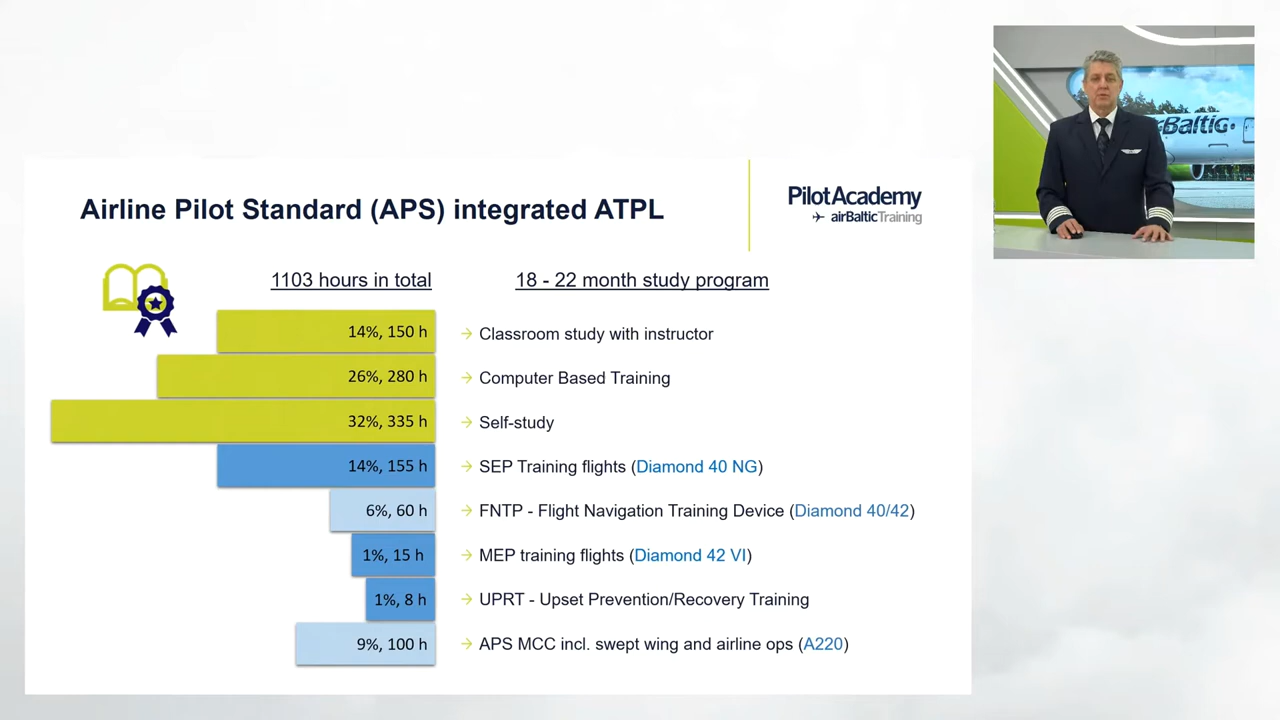 Airline Pilot Standard (APS) integrated ATPL
PilotAcademy
airBalticTraining
1103 hours in total
18 - 22 month study program
14%, 150 h
Classroom study with instructor
26%, 280 h
Computer Based Training
32%, 335 h
Self-study
14%, 155 h
SEP Training flights (Diamond 40 NG)
6%, 60 h
FNTP - Flight Navigation Training Device (Diamond 40/42)
1%, 15 h
MEP training flights (Diamond 42 VI)
1%, 8 h
UPRT - Upset Prevention/Recovery Training
9%, 100 h
APS MCC incl. swept wing and airline ops (A220)
Baltic